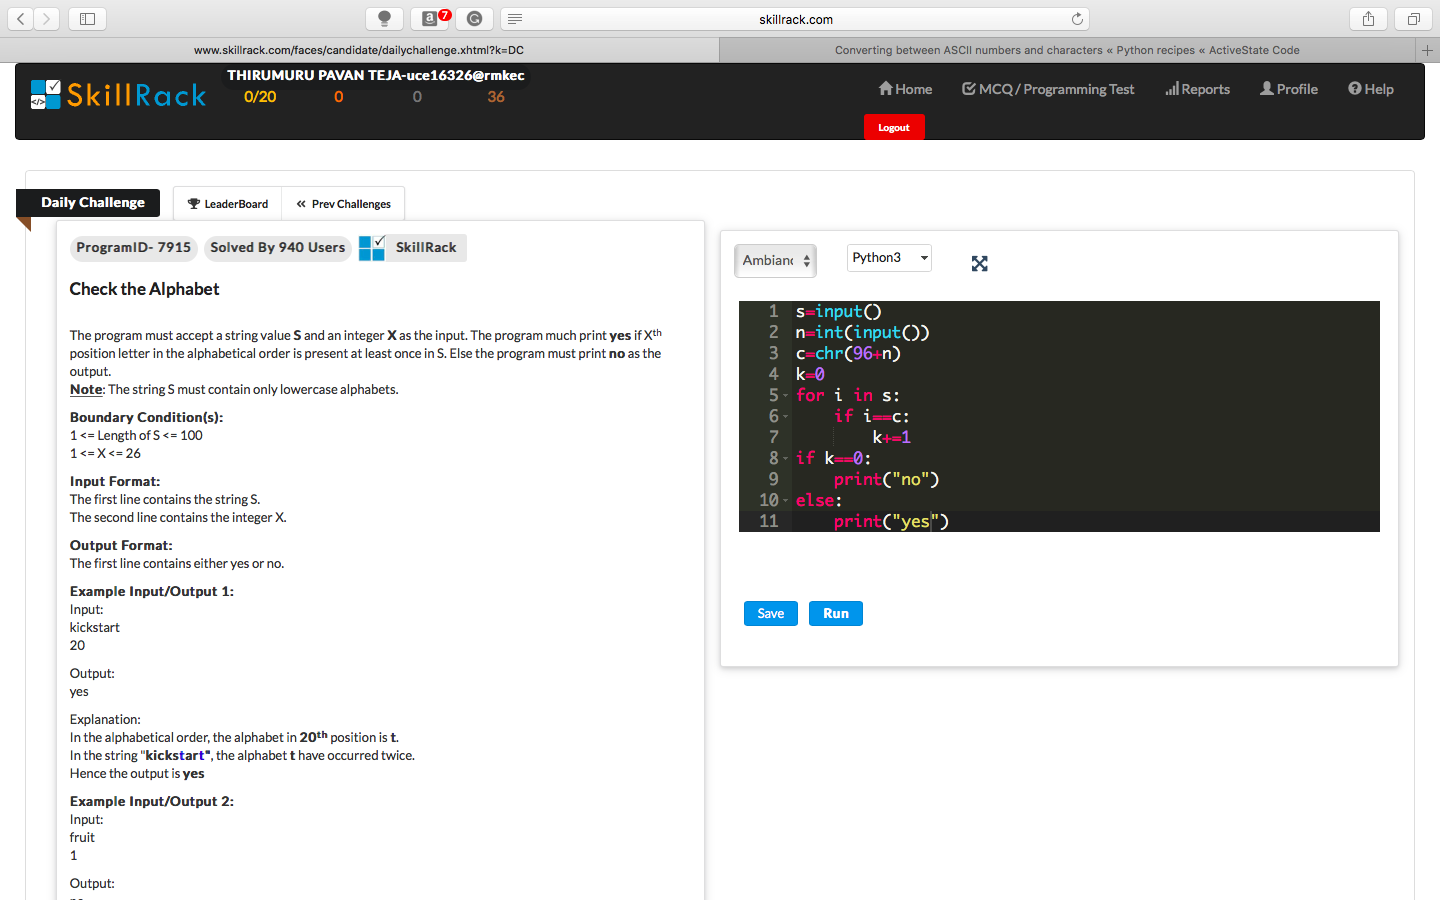 skillrack.com
7
www.skillrack.com/faces/candidate/dailychallenge.xhtml?k=DC
Converting between ASCII numbers and characters « Python recipes « ActiveState Code
SkillRack
THIRUMURU PAVAN TEJA-uce16326@rmkec
0/20 0 0 36
Home MCQ / Programming Test Reports Profile Help
Logout
Daily Challenge
LeaderBoard
Prev Challenges
ProgramID- 7915
Solved By 940 Users
SkillRack
Check the Alphabet
The program must accept a string value S and an integer X as the input. The program much print yes if Xth
position letter in the alphabetical order is present at least once in S. Else the program must print no as the
output.
Note: The string S must contain only lowercase alphabets.
Boundary Condition(s):
1 <= Length of S <= 100
1 <= X <= 26
Input Format:
The first line contains the string S.
The second line contains the integer X.
Output Format:
The first line contains either yes or no.
Example Input/Output 1:
Input:
kickstart
20
Output:
yes
Explanation:
In the alphabetical order, the alphabet in 20th position is t.
In the string "kickstart", the alphabet t have occurred twice.
Hence the output is yes
Example Input/Output 2:
Input:
fruit
1
Output:
Ambianc
Python3
1 s=input()
2 n=int(input())
3 c=chr(96+n)
4 k=0
5 for i in s:
6 if i==c:
7 k+=1
8 if k==0:
9 print("no")
10 else:
11 print("yes")
Save
Run